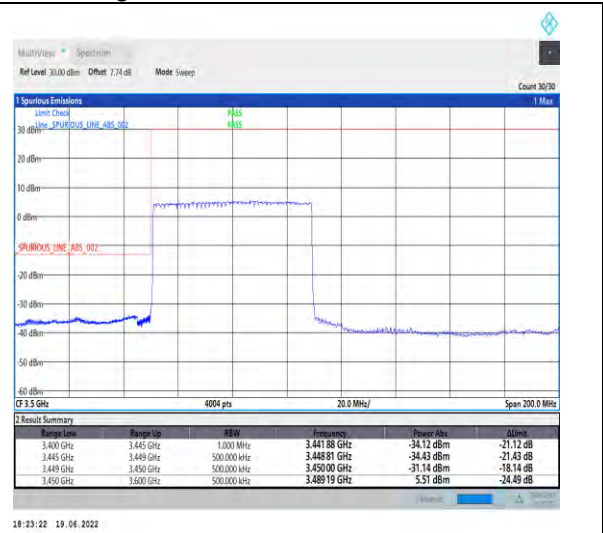 MultiView Spectrum
Ref Level 30.00 dBm Offset 7.74 dB Mode Sweep
Count 30/30
1 Spurious Emissions 1 Max
Limit Check PASS
Line _SPURIOUS_LINE_ABS_002 PASS
30 dBm
20 dBm
10 dBm
0 dBm
_SPURIOUS_LINE_ABS_002
-20 dBm
-30 dBm
-40 dBm
-50 dBm
-60 dBm
CF 3.5 GHz 4004 pts 20.0 MHz/ Span 200.0 MHz
2 Result Summary
Range Low Range Up RBW Frequency Power Abs ΔLimit
3.400 GHz 3.445 GHz 1.000 MHz 3.44188 GHz -34.12 dBm -21.12 dB
3.445 GHz 3.449 GHz 500.000 kHz 3.44881 GHz -34.43 dBm -21.43 dB
3.449 GHz 3.450 GHz 500.000 kHz 3.45000 GHz -31.14 dBm -18.14 dB
3.450 GHz 3.600 GHz 500.000 kHz 3.48919 GHz 5.51 dBm -24.49 dB
18:23:22 19.06.2022